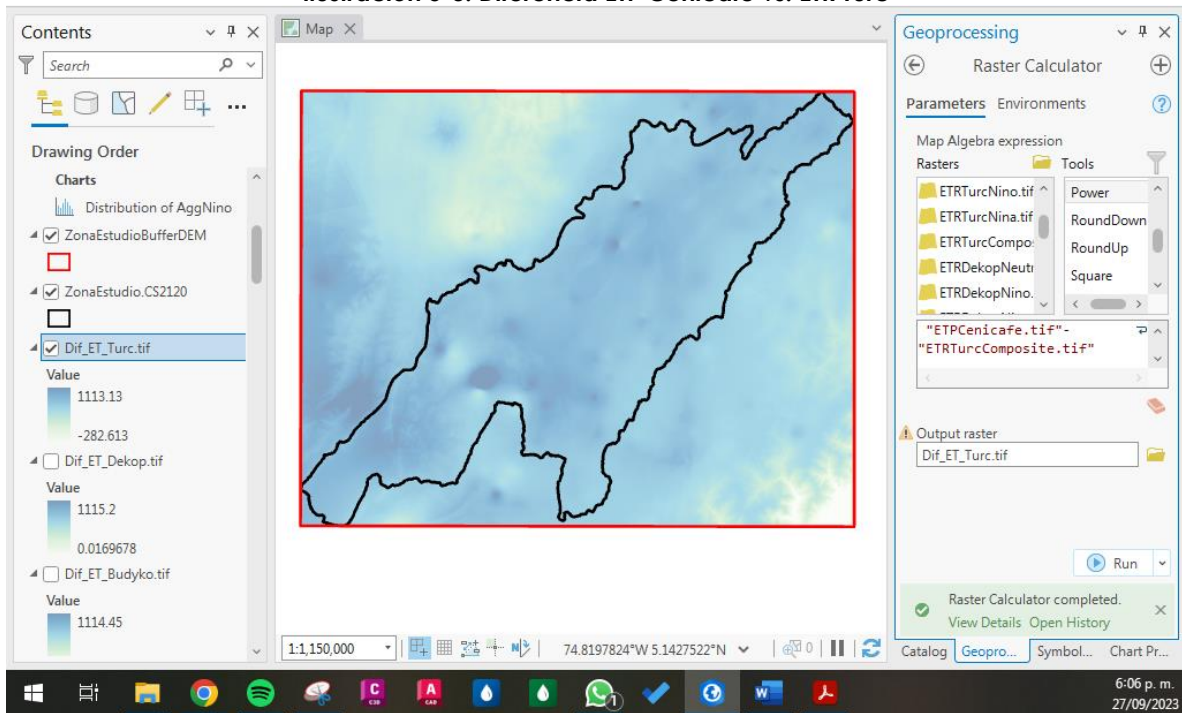 Contents
Search
Drawing Order
Charts
Distribution of AggNino
ZonaEstudioBufferDEM
ZonaEstudio.CS2120
Dif_ET_Turc.tif
Value
1113.13
-282.613
Dif_ET_Dekop.tif
Value
1115.2
0.0169678
Dif_ET_Budyko.tif
Value
1114.45
Map
1:1,150,000
74.8197824°W 5.1427522°N
0
Geoprocessing
Raster Calculator
Parameters Environments
Map Algebra expression
Rasters Tools
ETRTurcNino.tif
ETRTurcNina.tif
ETRTurcCompo
ETRDekopNeutr
ETRDekopNino.
Power
RoundDown
RoundUp
Square
"ETPCenicafe.tif"-
"ETRTurcComposite.tif"
Output raster
Dif_ET_Turc.tif
Run
Raster Calculator completed.
View Details Open History
Catalog Geopro... Symbol... Chart Pr...
6:06 p. m.
27/09/2023